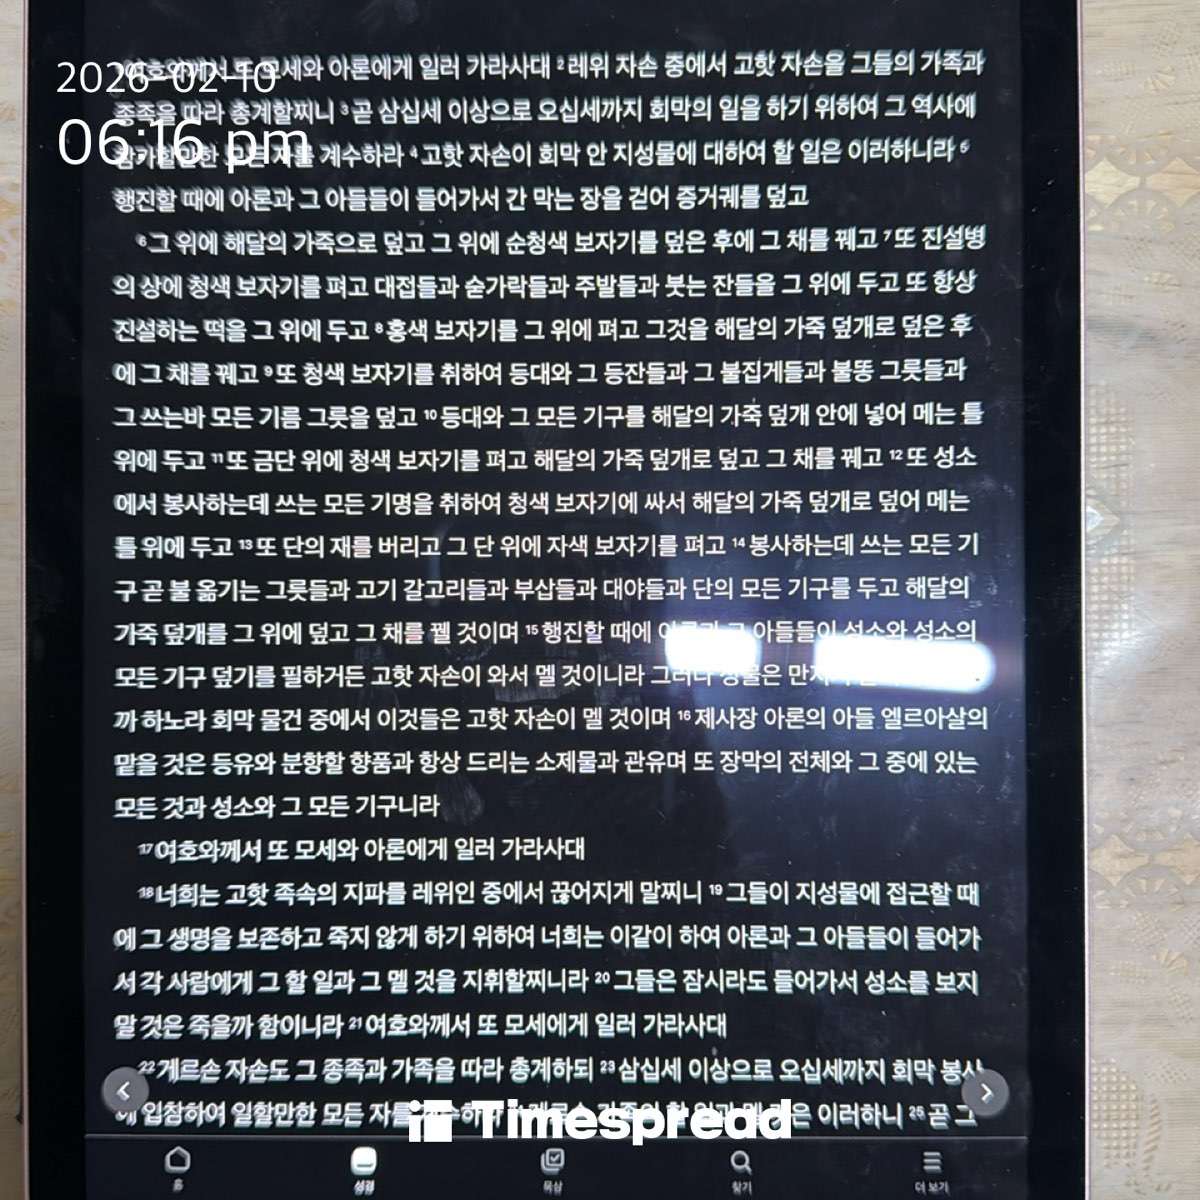 2026-02-10
06:16 pm
모세와 아론에게 일러 가라사대 2 레위 자손 중에서 고핫 자손을 그들의 가족과
종족을 따라 총계할찌니 3 곧 삼십세 이상으로 오십세까지 회막의 일을 하기 위하여 그 역사에
계수하라 4 고핫 자손이 회막 안 지성물에 대하여 할 일은 이러하니라 5
행진할 때에 아론과 그 아들들이 들어가서 간 막는 장을 걷어 증거궤를 덮고
6 그 위에 해달의 가죽으로 덮고 그 위에 순청색 보자기를 덮은 후에 그 채를 꿰고 7 또 진설병
의 상에 청색 보자기를 펴고 대접들과 숟가락들과 주발들과 붓는 잔들을 그 위에 두고 또 항상
진설하는 떡을 그 위에 두고 8 홍색 보자기를 그 위에 펴고 그것을 해달의 가죽 덮개로 덮은 후
에 그 채를 꿰고 9 또 청색 보자기를 취하여 등대와 그 등잔들과 그 불집게들과 불똥 그릇들과
그 쓰는바 모든 기름 그릇을 덮고 10 등대와 그 모든 기구를 해달의 가죽 덮개 안에 넣어 메는 틀
위에 두고 11 또 금단 위에 청색 보자기를 펴고 해달의 가죽 덮개로 덮고 그 채를 꿰고 12 또 성소
에서 봉사하는데 쓰는 모든 기명을 취하여 청색 보자기에 싸서 해달의 가죽 덮개로 덮어 메는
틀 위에 두고 13 또 단의 재를 버리고 그 단 위에 자색 보자기를 펴고 14 봉사하는데 쓰는 모든 기
구 곧 불 옮기는 그릇들과 고기 갈고리들과 부삽들과 대야들과 단의 모든 기구를 두고 해달의
가죽 덮개를 그 위에 덮고 그 채를 꿸 것이며 15 행진할 때에 아들들이 성소와 성소의
모든 기구 덮기를 필하거든 고핫 자손이 와서 멜 것이니라 그러나 성물은
까 하노라 회막 물건 중에서 이것들은 고핫 자손이 멜 것이며 16 제사장 아론의 아들 엘르아살의
맡을 것은 등유와 분향할 향품과 항상 드리는 소제물과 관유며 또 장막의 전체와 그 중에 있는
모든 것과 성소와 그 모든 기구니라
17 여호와께서 또 모세와 아론에게 일러 가라사대
18 너희는 고핫 족속의 지파를 레위인 중에서 끊어지게 말찌니 19 그들이 지성물에 접근할 때
에 그 생명을 보존하고 죽지 않게 하기 위하여 너희는 이같이 하여 아론과 그 아들들이 들어가
서 각 사람에게 그 할 일과 그 멜 것을 지휘할찌니라 20 그들은 잠시라도 들어가서 성소를 보지
말 것은 죽을까 함이니라 21 여호와께서 또 모세에게 일러 가라사대
22 게르손 자손도 그 종족과 가족을 따라 총계하되 23 삼십세 이상으로 오십세까지 회막 봉사
에 입참하여 일할만한 모든 자를 이러하니 25 곧 그
Timespread
홈 성경 묵상 찾기 더 보기